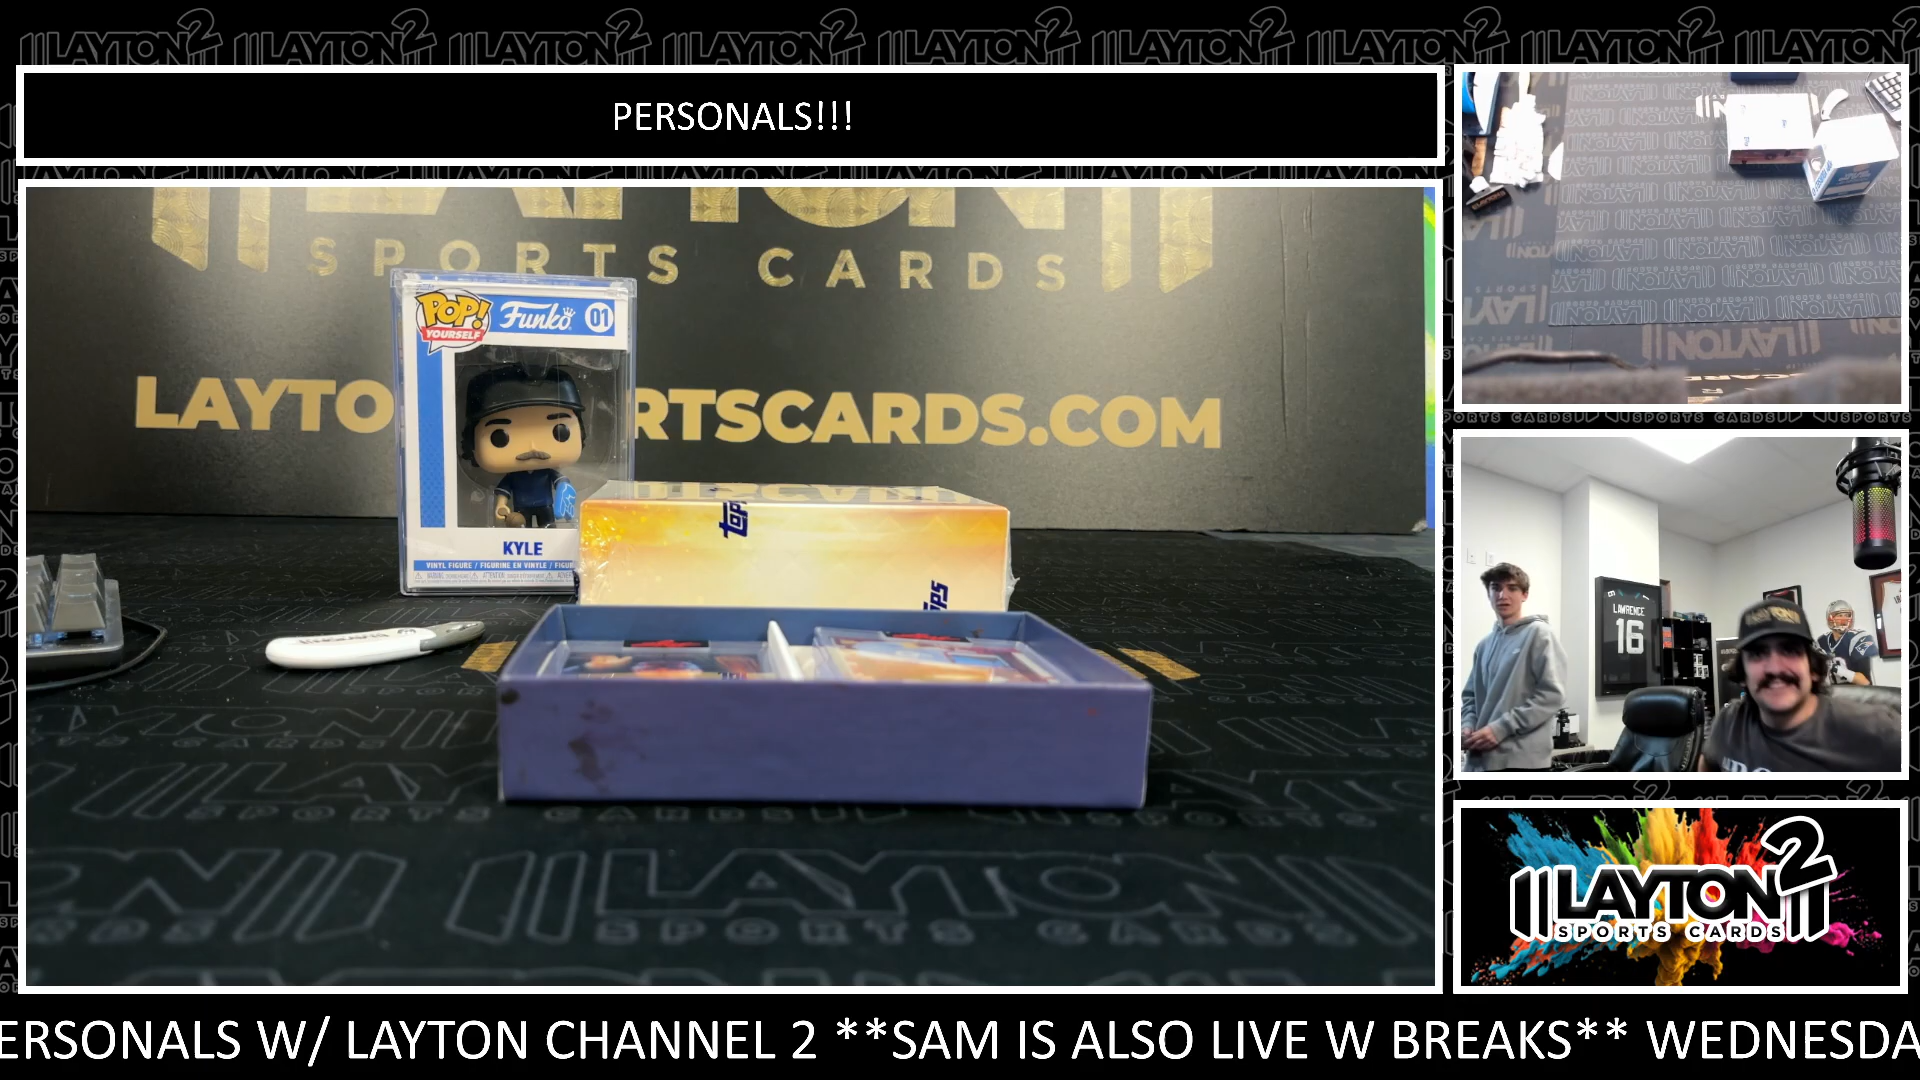 PERSONALS!!!
SPORTS CARDS
POP!
YOURSELF
Funko
01
LAYTO
RTSCARDS.COM
topps
KYLE
VINYL FIGURE / FIGURINE EN VINYLE / FIGUR
LAWRENCE
16
LAYTON 2
SPORTS CARDS
ERSONALS W/ LAYTON CHANNEL 2 **SAM IS ALSO LIVE W BREAKS** WEDNESDA